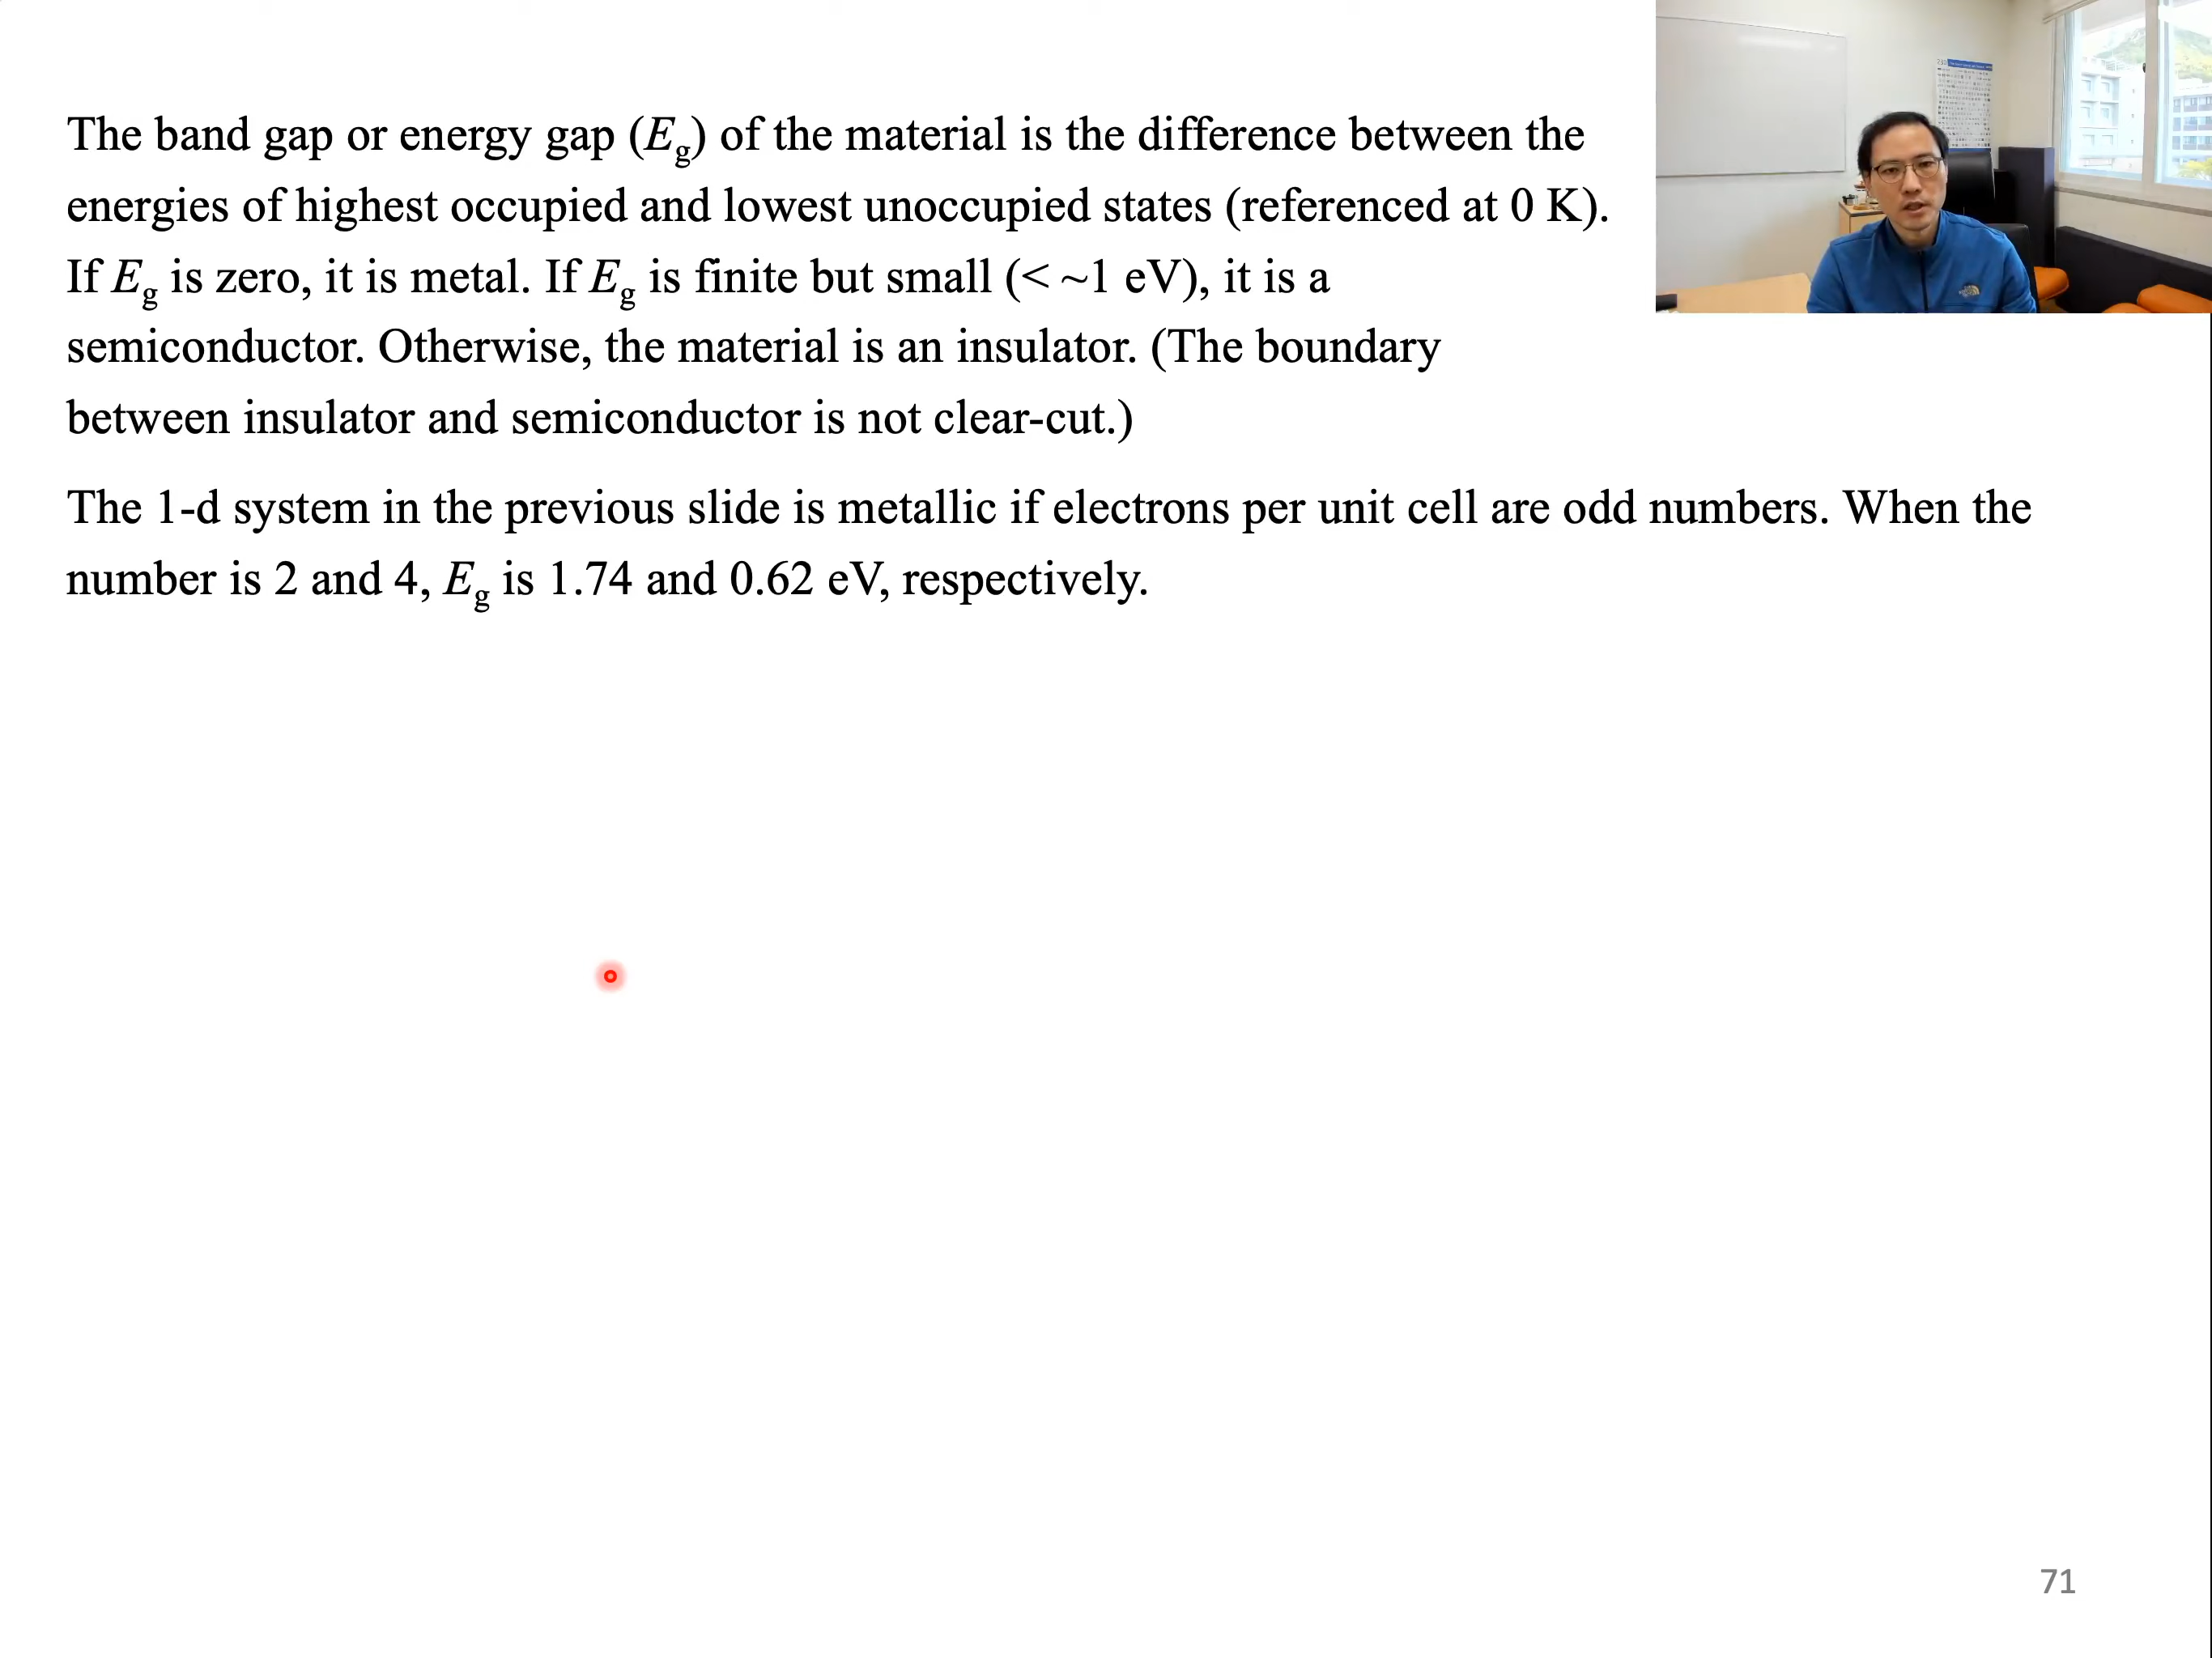 The band gap or energy gap (Eg) of the material is the difference between the
energies of highest occupied and lowest unoccupied states (referenced at 0 K).
If Eg is zero, it is metal. If Eg is finite but small (< ~1 eV), it is a
semiconductor. Otherwise, the material is an insulator. (The boundary
between insulator and semiconductor is not clear-cut.)
The 1-d system in the previous slide is metallic if electrons per unit cell are odd numbers. When the
number is 2 and 4, Eg is 1.74 and 0.62 eV, respectively.
71